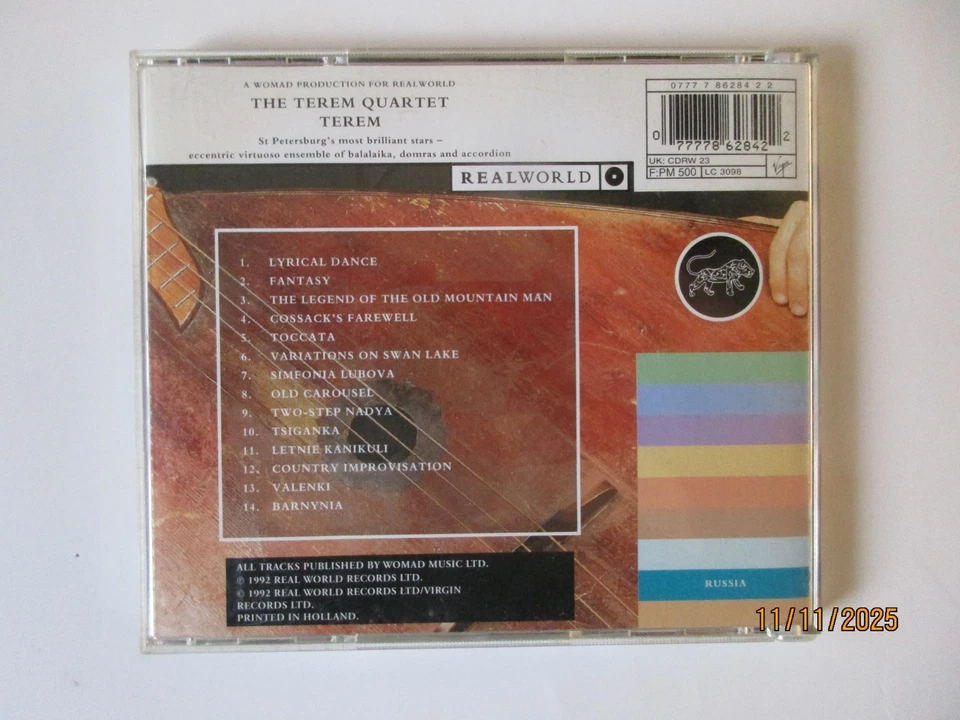 A WOMAD PRODUCTION FOR REALWORLD
THE TEREM QUARTET
TEREM
St Petersburg's most brilliant stars –
eccentric virtuoso ensemble of balalaika, domras and accordion
REALWORLD
0777 7 86284 2 2
0 77778 62842 2
UK: CDRW 23
F:PM 500 LC 3098
Virgin
1. LYRICAL DANCE
2. FANTASY
3. THE LEGEND OF THE OLD MOUNTAIN MAN
4. COSSACK'S FAREWELL
5. TOCCATA
6. VARIATIONS ON SWAN LAKE
7. SIMFONIA LUBOVA
8. OLD CAROUSEL
9. TWO-STEP NADYA
10. TSIGANKA
11. LETNIE KANIKULI
12. COUNTRY IMPROVISATION
13. VALENKI
14. BARNYNIA
ALL TRACKS PUBLISHED BY WOMAD MUSIC LTD.
℗ 1992 REAL WORLD RECORDS LTD.
© 1992 REAL WORLD RECORDS LTD/VIRGIN
RECORDS LTD.
PRINTED IN HOLLAND.
RUSSIA
11/11/2025